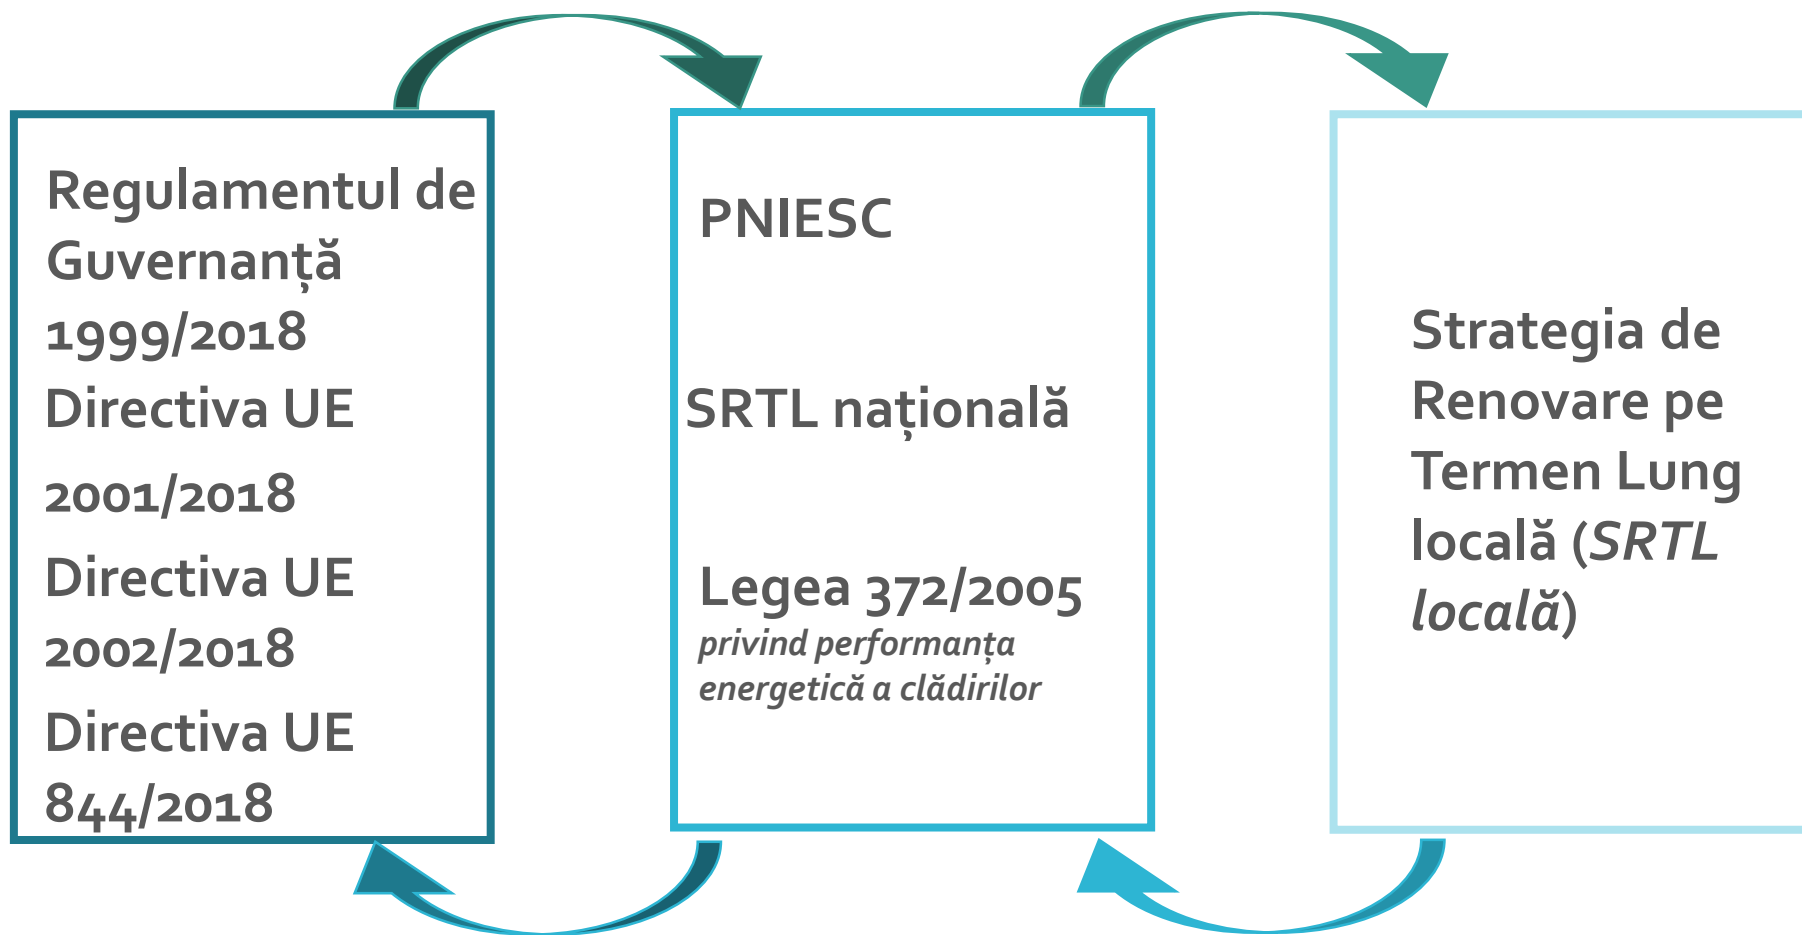 Regulamentul de
Guvernanță
1999/2018
Directiva UE
2001/2018
Directiva UE
2002/2018
Directiva UE
844/2018
PNIESC
SRTL națională
Legea 372/2005
privind performanța
energetică a clădirilor
Strategia de
Renovare pe
Termen Lung
locală (SRTL
locală)